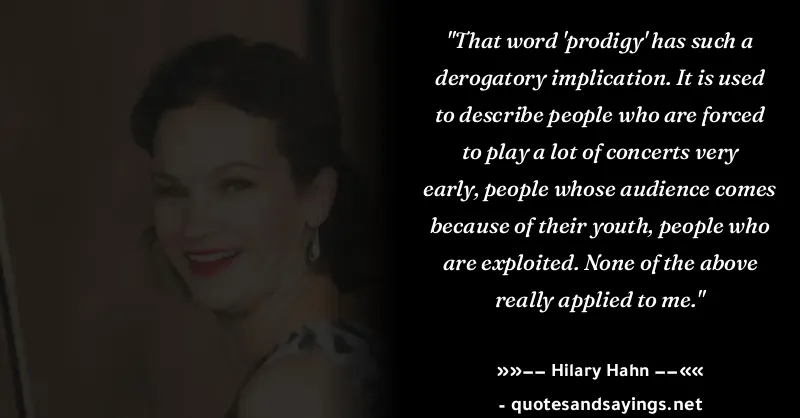 "That word 'prodigy' has such a
derogatory implication. It is used
to describe people who are forced
to play a lot of concerts very
early, people whose audience comes
because of their youth, people who
are exploited. None of the above
really applied to me."
»»−− Hilary Hahn −−««
- quotesandsayings.net